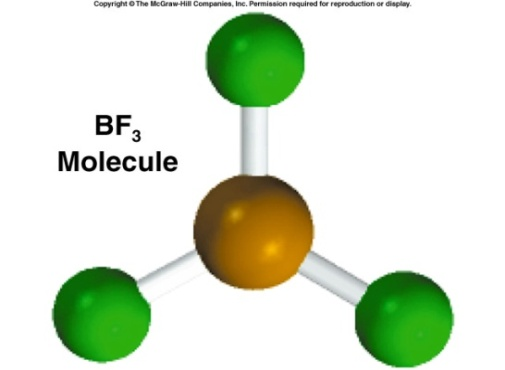 Copyright © The McGraw-Hill Companies, Inc. Permission required for reproduction or display.
BF₃
Molecule